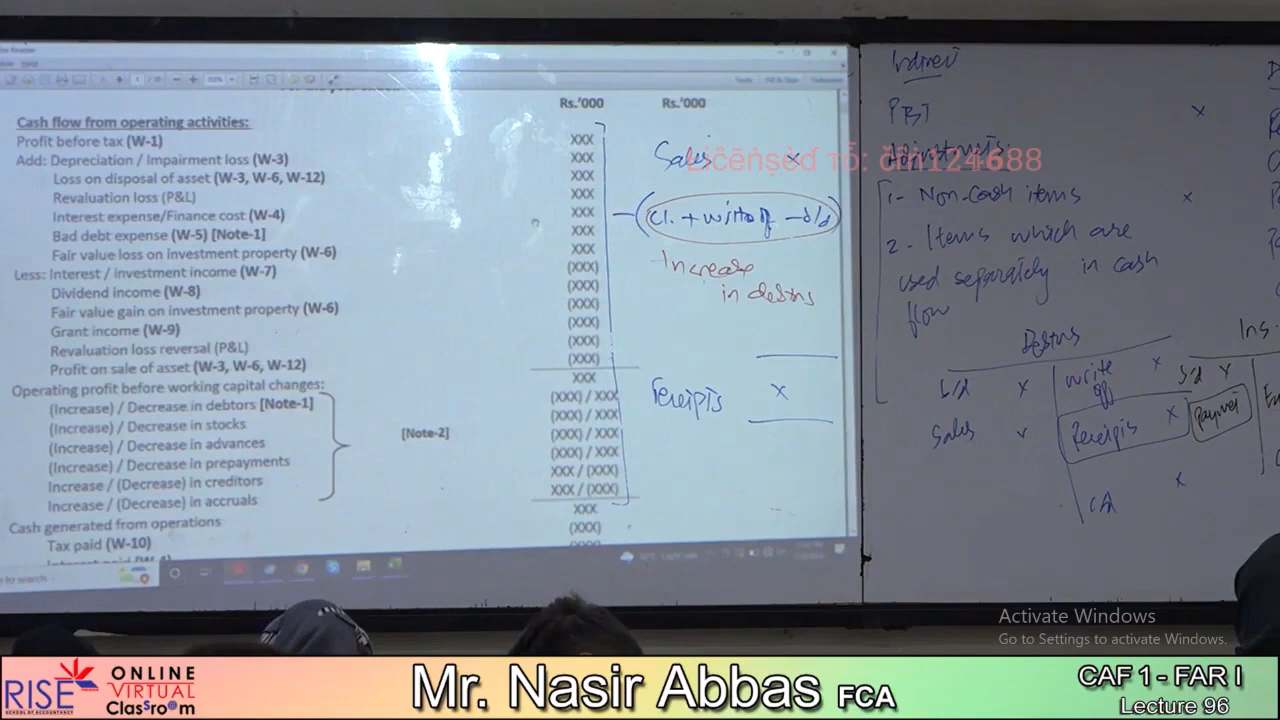 Rs.'000 Rs.'000
Cash flow from operating activities:
Profit before tax (W-1) XXX
Add: Depreciation / Impairment loss (W-3) XXX
Loss on disposal of asset (W-3, W-6, W-12) XXX
Revaluation loss (P&L) XXX
Interest expense/Finance cost (W-4) XXX
Bad debt expense (W-5) [Note-1] XXX
Fair value loss on Investment property (W-6) XXX
Less: Interest / investment income (W-7) (XXX)
Dividend income (W-8) (XXX)
Fair value gain on investment property (W-6) (XXX)
Grant income (W-9) (XXX)
Revaluation loss reversal (P&L) (XXX)
Profit on sale of asset (W-3, W-6, W-12) (XXX)
Operating profit before working capital changes: XXX
(Increase) / Decrease in debtors [Note-1] (XXX) / XXX
(Increase) / Decrease in stocks (XXX) / XXX
(Increase) / Decrease in advances (XXX) / XXX
(Increase) / Decrease in prepayments (XXX) / XXX
Increase / (Decrease) in creditors XXX / (XXX)
Increase / (Decrease) in accruals XXX / (XXX)
[Note-2]
Cash generated from operations XXX
Tax paid (W-10) (XXX)
Sales x
+ write of
Increase
in debtors
Receipts x
Licensed to: crn124688
Indirect
PBT x
Adjustments
1- Non-cash items x
2- Items which are
used separately in cash
flow
Debtors
b/d x write off x
Sales x Receipts x
c/d x
Activate Windows
Go to Settings to activate Windows.
RISE
SCHOOL OF ACCOUNTANCY
ONLINE
VIRTUAL
ClassRoom
Mr. Nasir Abbas FCA
CAF 1 - FAR I
Lecture 96